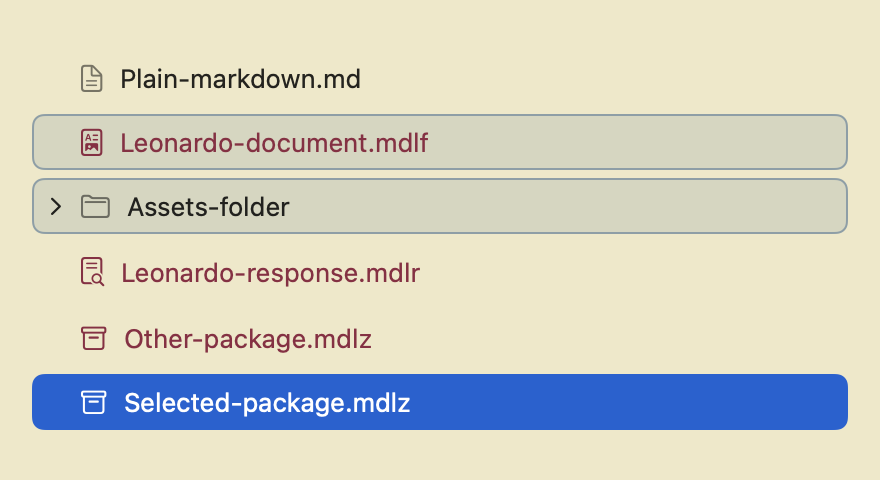 Plain-markdown.md
Leonardo-document.mdlf
Assets-folder
Leonardo-response.mdlr
Other-package.mdlz
Selected-package.mdlz